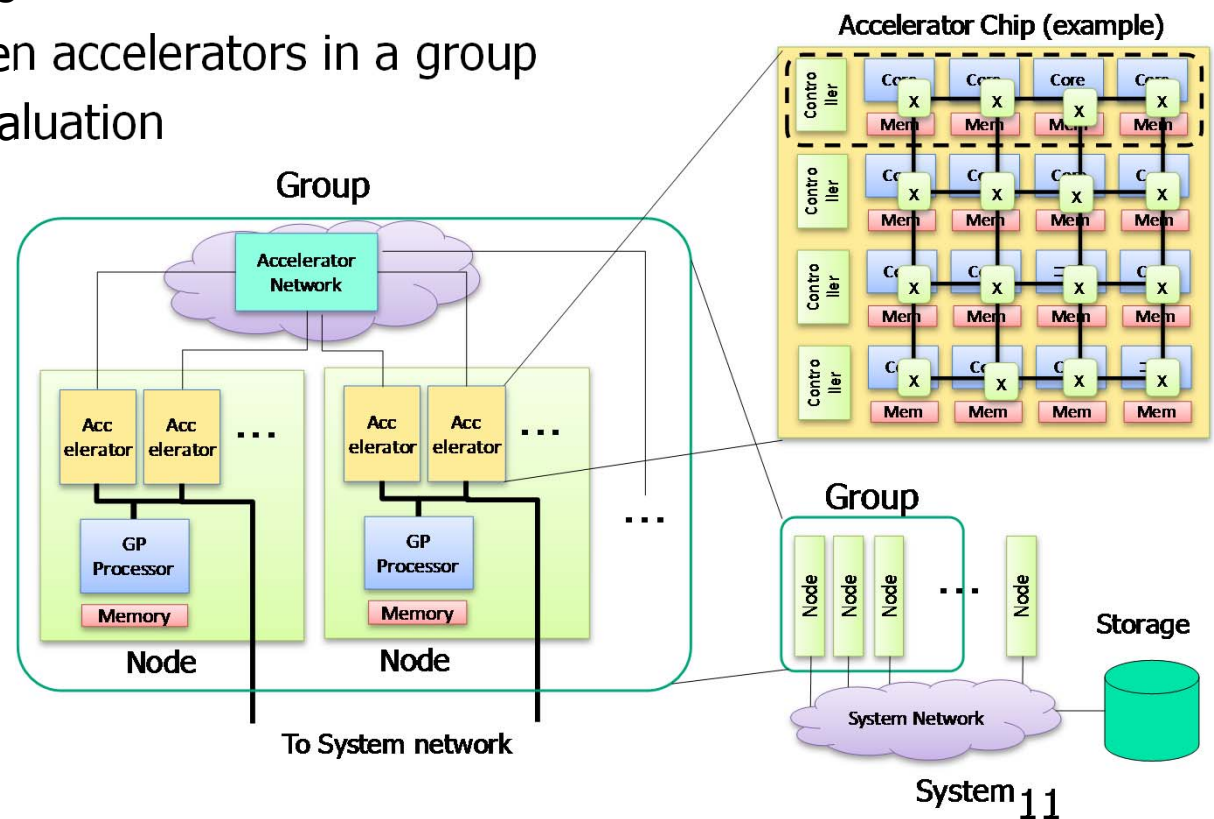 en accelerators in a group
aluation
Accelerator Chip (example)
Contro
ller
Core Core Core Core
X X X X
Mem Mem Mem Mem
Contro
ller
X X X X
Mem Mem Mem Mem
Contro
ller
X X X X
Mem Mem Mem Mem
Contro
ller
X X X X
Mem Mem Mem Mem
Group
Accelerator
Network
Acc
elerator
Acc
elerator
...
GP
Processor
Memory
Node
Acc
elerator
Acc
elerator
...
GP
Processor
Memory
Node
...
To System network
Group
Node
Node
Node
...
Node
Storage
System Network
System
11